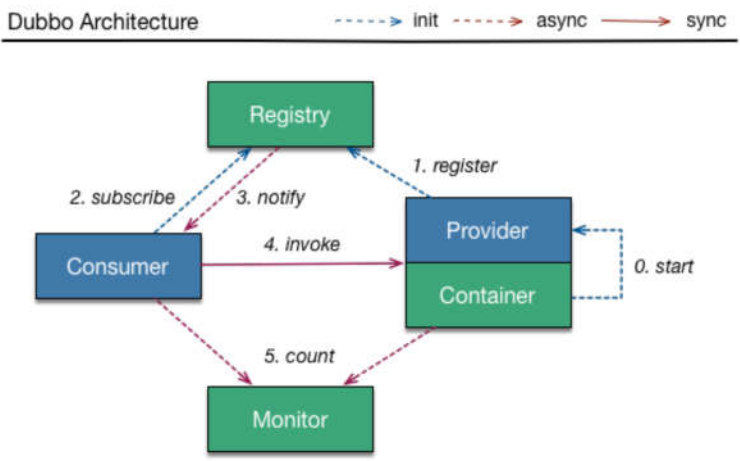 Dubbo Architecture
init
async
sync
Registry
1. register
2. subscribe
3. notify
Provider
4. invoke
Consumer
0. start
Container
5. count
Monitor